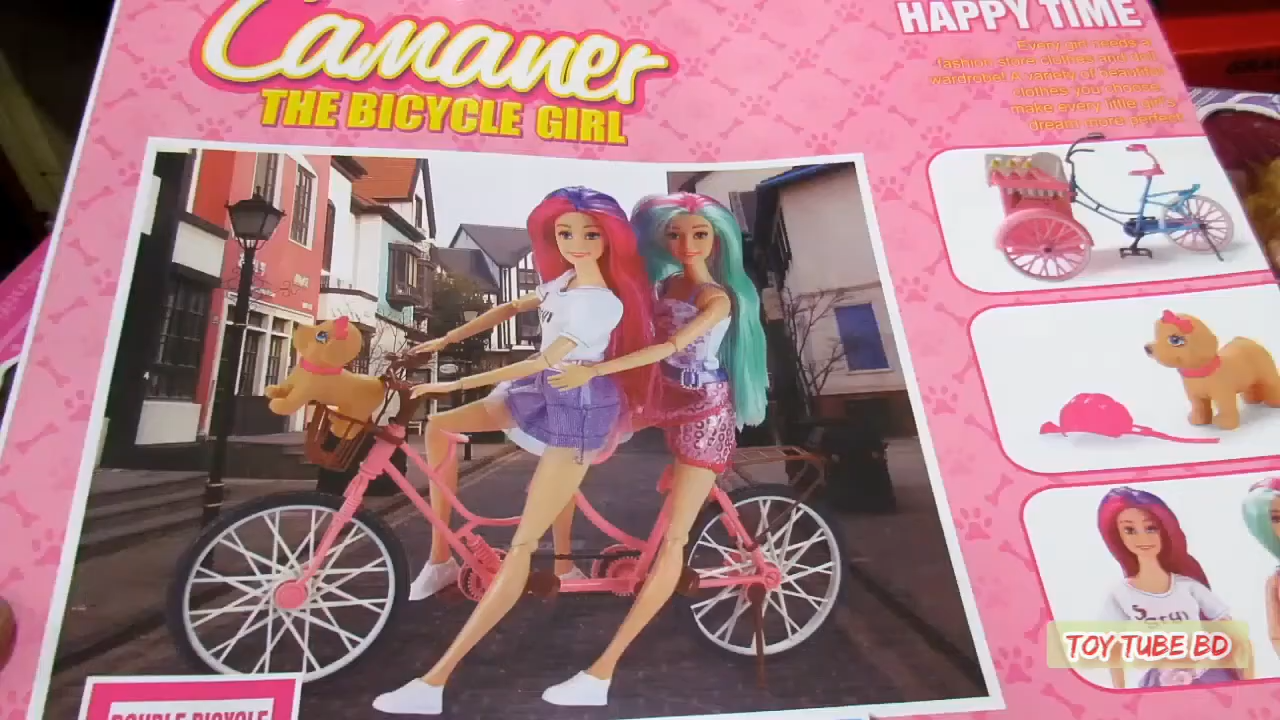 Camaner
THE BICYCLE GIRL
HAPPY TIME
Every girl needs a
fashion store clothes and doll
wardrobe! A variety of beautiful
clothes you choose,
make every little girl's
dream more perfect
TOY TUBE BD
DOUBLE BICYCLE